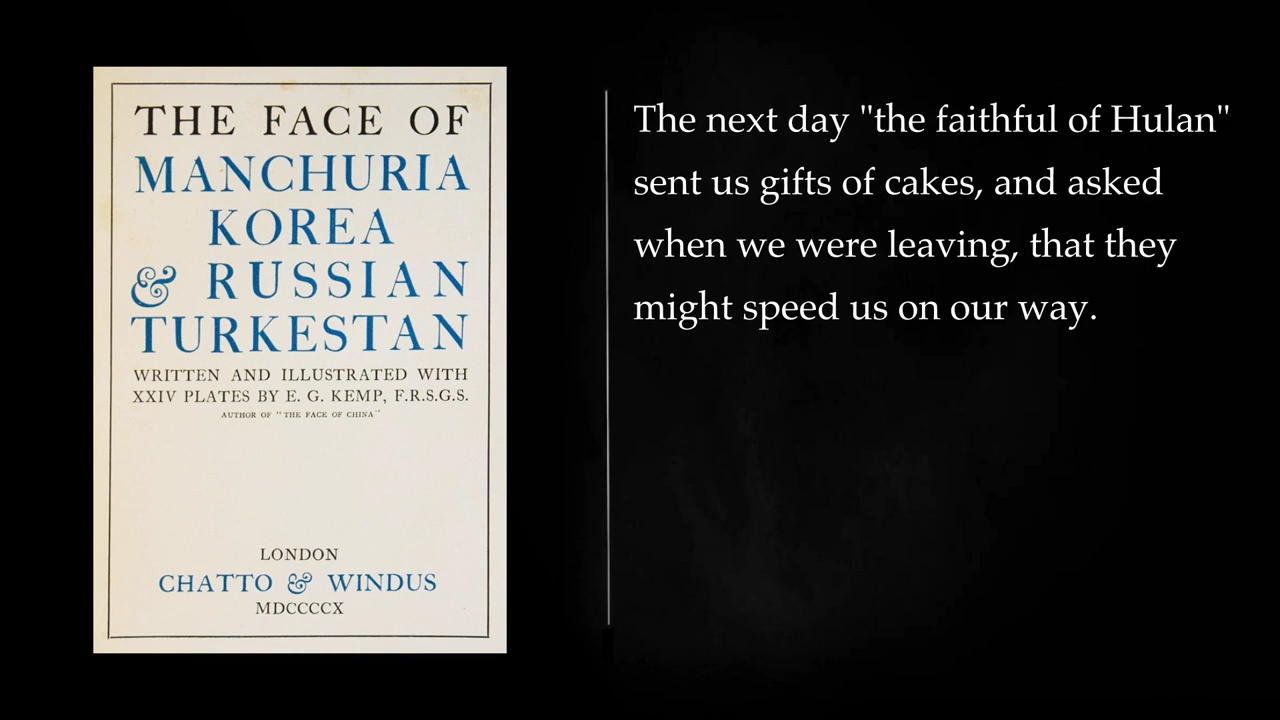 THE FACE OF
MANCHURIA
KOREA
& RUSSIAN
TURKESTAN
WRITTEN AND ILLUSTRATED WITH
XXIV PLATES BY E. G. KEMP, F.R.S.G.S.
AUTHOR OF "THE FACE OF CHINA"
LONDON
CHATTO & WINDUS
MDCCCCX
The next day "the faithful of Hulan"
sent us gifts of cakes, and asked
when we were leaving, that they
might speed us on our way.